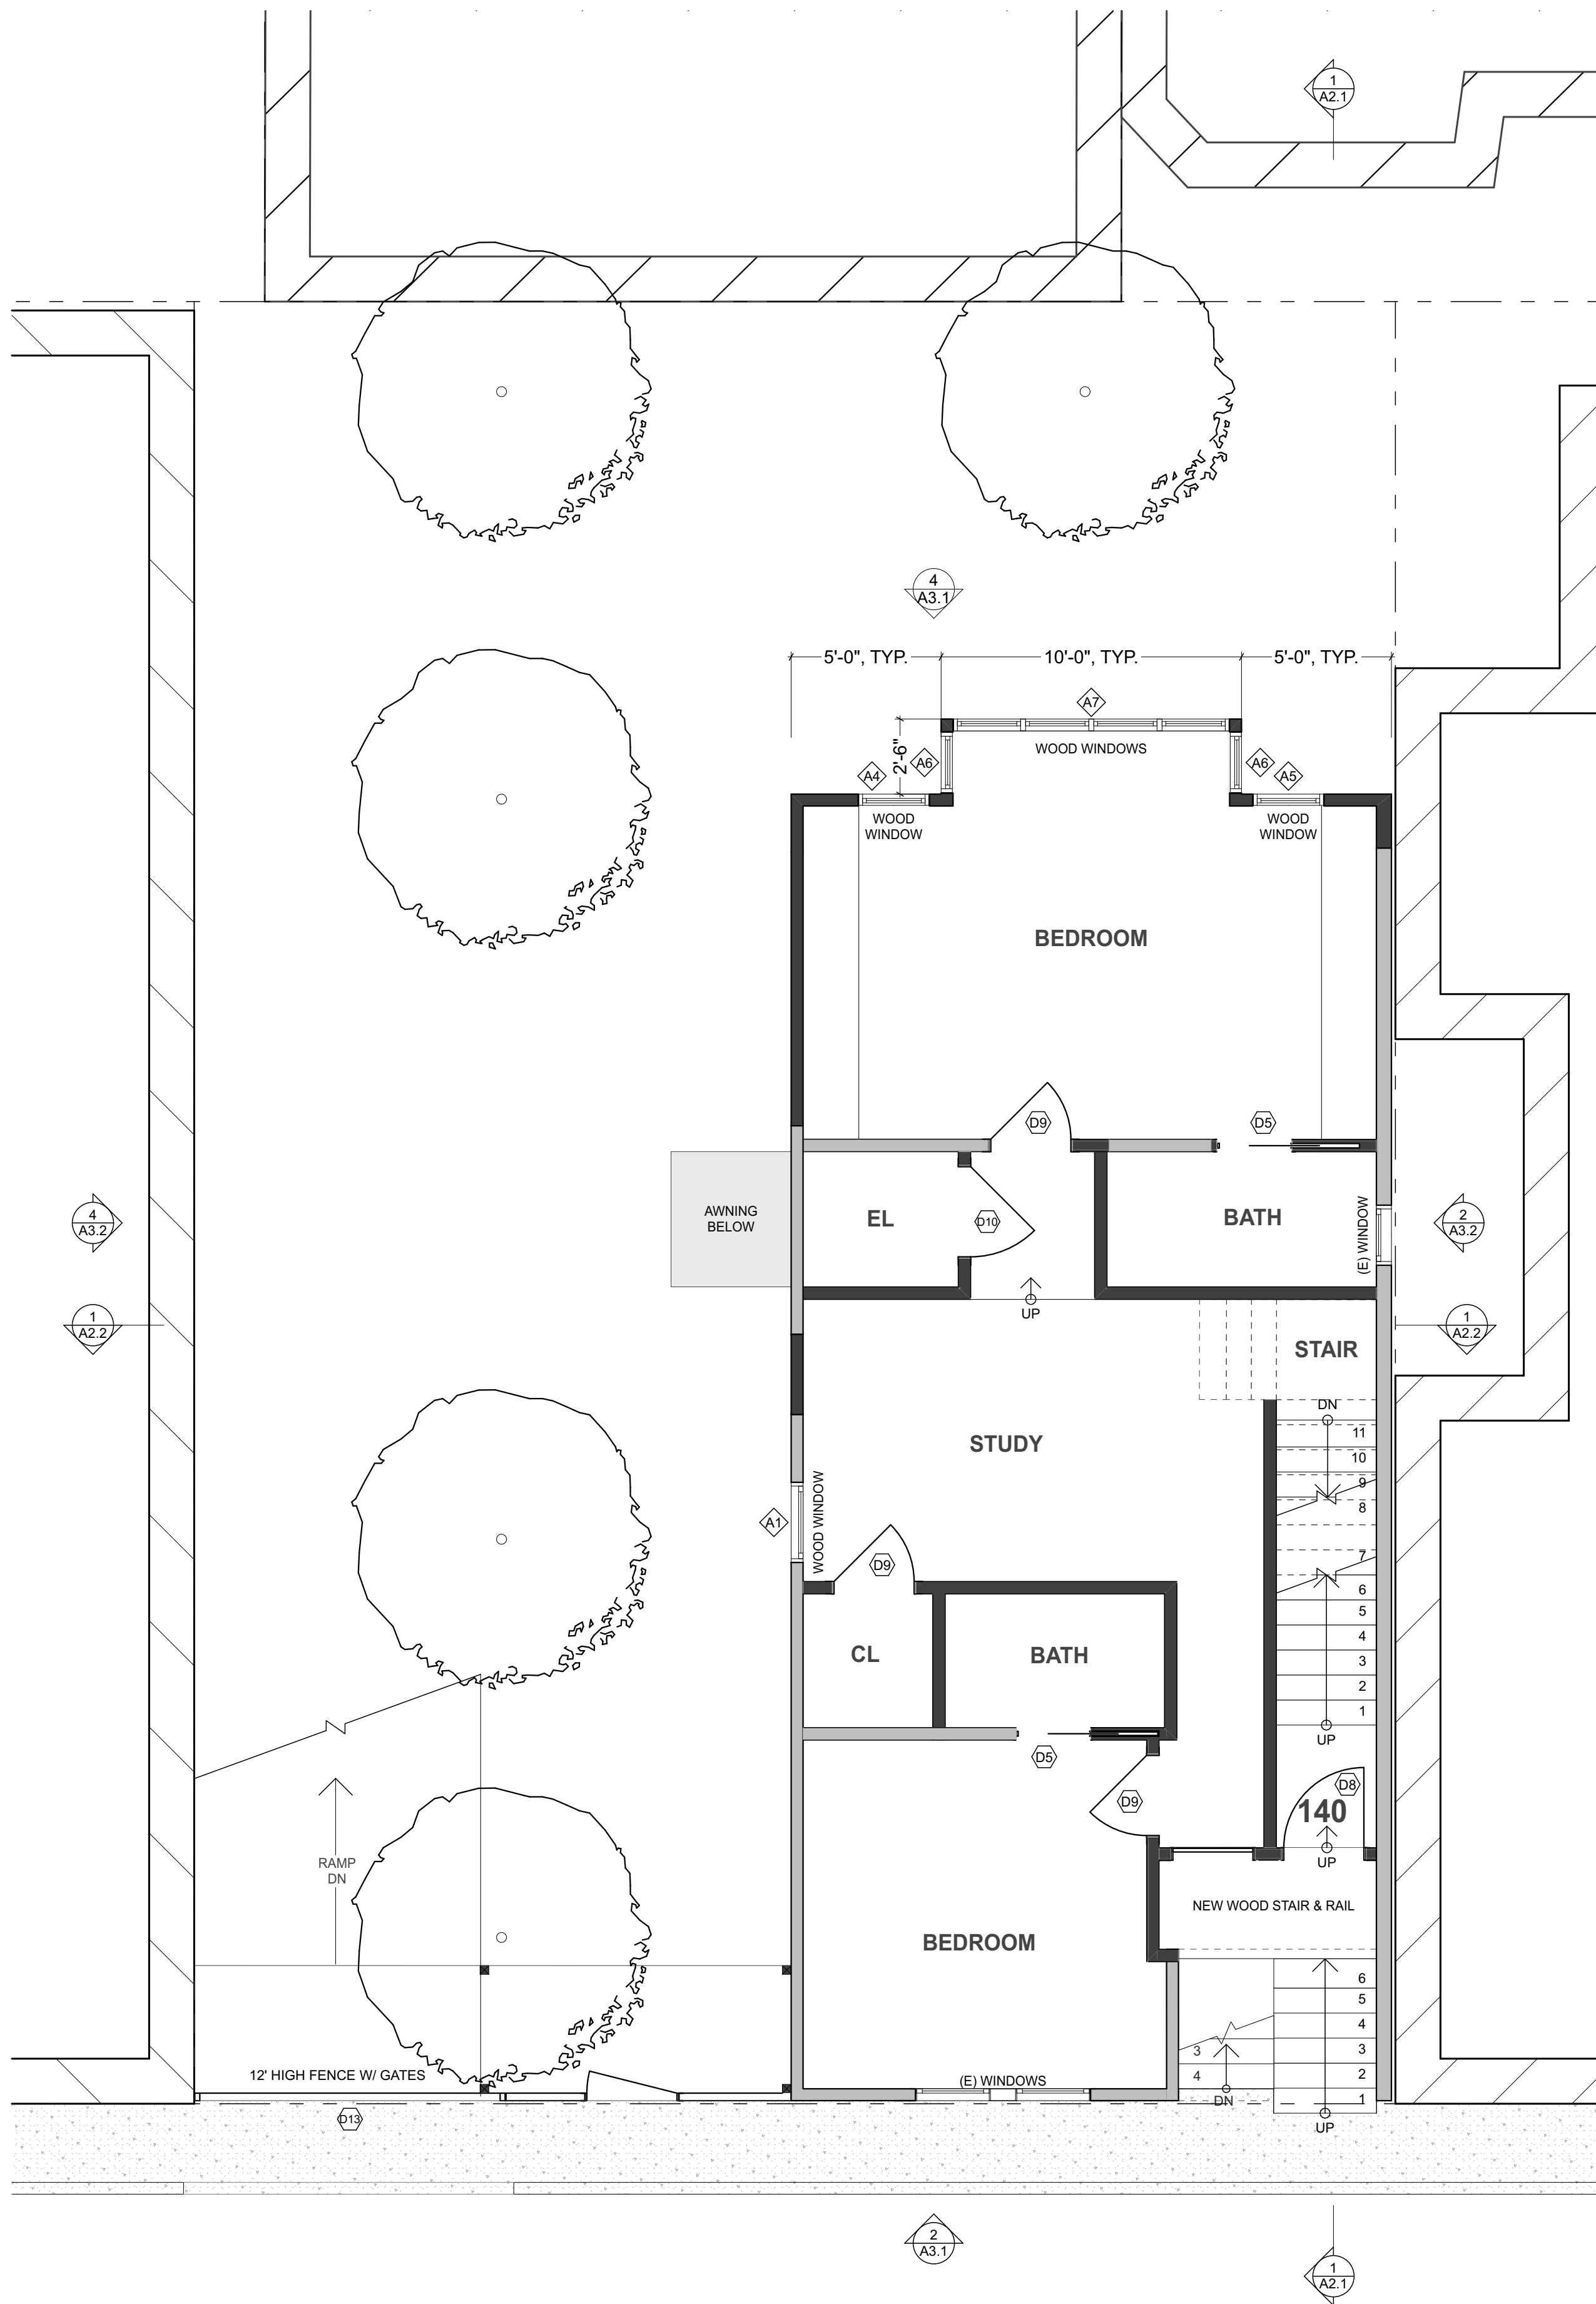 1
A2.1
4
A3.1
5'-0", TYP.
10'-0", TYP.
5'-0", TYP.
A7
2'-6"
WOOD WINDOWS
A4
A6
A6
A5
WOOD
WINDOW
WOOD
WINDOW
BEDROOM
D9
D5
4
A3.2
AWNING
BELOW
EL
D10
BATH
(E) WINDOW
2
A3.2
UP
1
A2.2
1
A2.2
STAIR
DN
STUDY
11
10
9
8
7
6
5
4
3
2
1
UP
A1
WOOD WINDOW
D9
CL
BATH
D5
D9
D8
140
UP
RAMP
DN
NEW WOOD STAIR & RAIL
BEDROOM
6
5
4
3
2
1
UP
3
4
DN
12' HIGH FENCE W/ GATES
(E) WINDOWS
D13
2
A3.1
1
A2.1